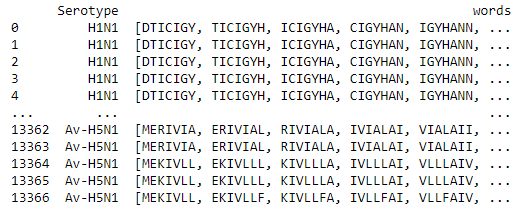 Serotype words
0 H1N1 [DTICIGY, TICIGYH, ICIGYHA, CIGYHAN, IGYHANN, ...
1 H1N1 [DTICIGY, TICIGYH, ICIGYHA, CIGYHAN, IGYHANN, ...
2 H1N1 [DTICIGY, TICIGYH, ICIGYHA, CIGYHAN, IGYHANN, ...
3 H1N1 [DTICIGY, TICIGYH, ICIGYHA, CIGYHAN, IGYHANN, ...
4 H1N1 [DTICIGY, TICIGYH, ICIGYHA, CIGYHAN, IGYHANN, ...
... ... ...
13362 Av-H5N1 [MERIVIA, ERIVIAL, RIVIALA, IVIALAI, VIALAII, ...
13363 Av-H5N1 [MERIVIA, ERIVIAL, RIVIALA, IVIALAI, VIALAII, ...
13364 Av-H5N1 [MEKIVLL, EKIVLLL, KIVLLLA, IVLLLAI, VLLLAIV, ...
13365 Av-H5N1 [MEKIVLL, EKIVLLL, KIVLLLA, IVLLLAI, VLLLAIV, ...
13366 Av-H5N1 [MEKIVLL, EKIVLLF, KIVLLFA, IVLLFAI, VLLFAIV, ...